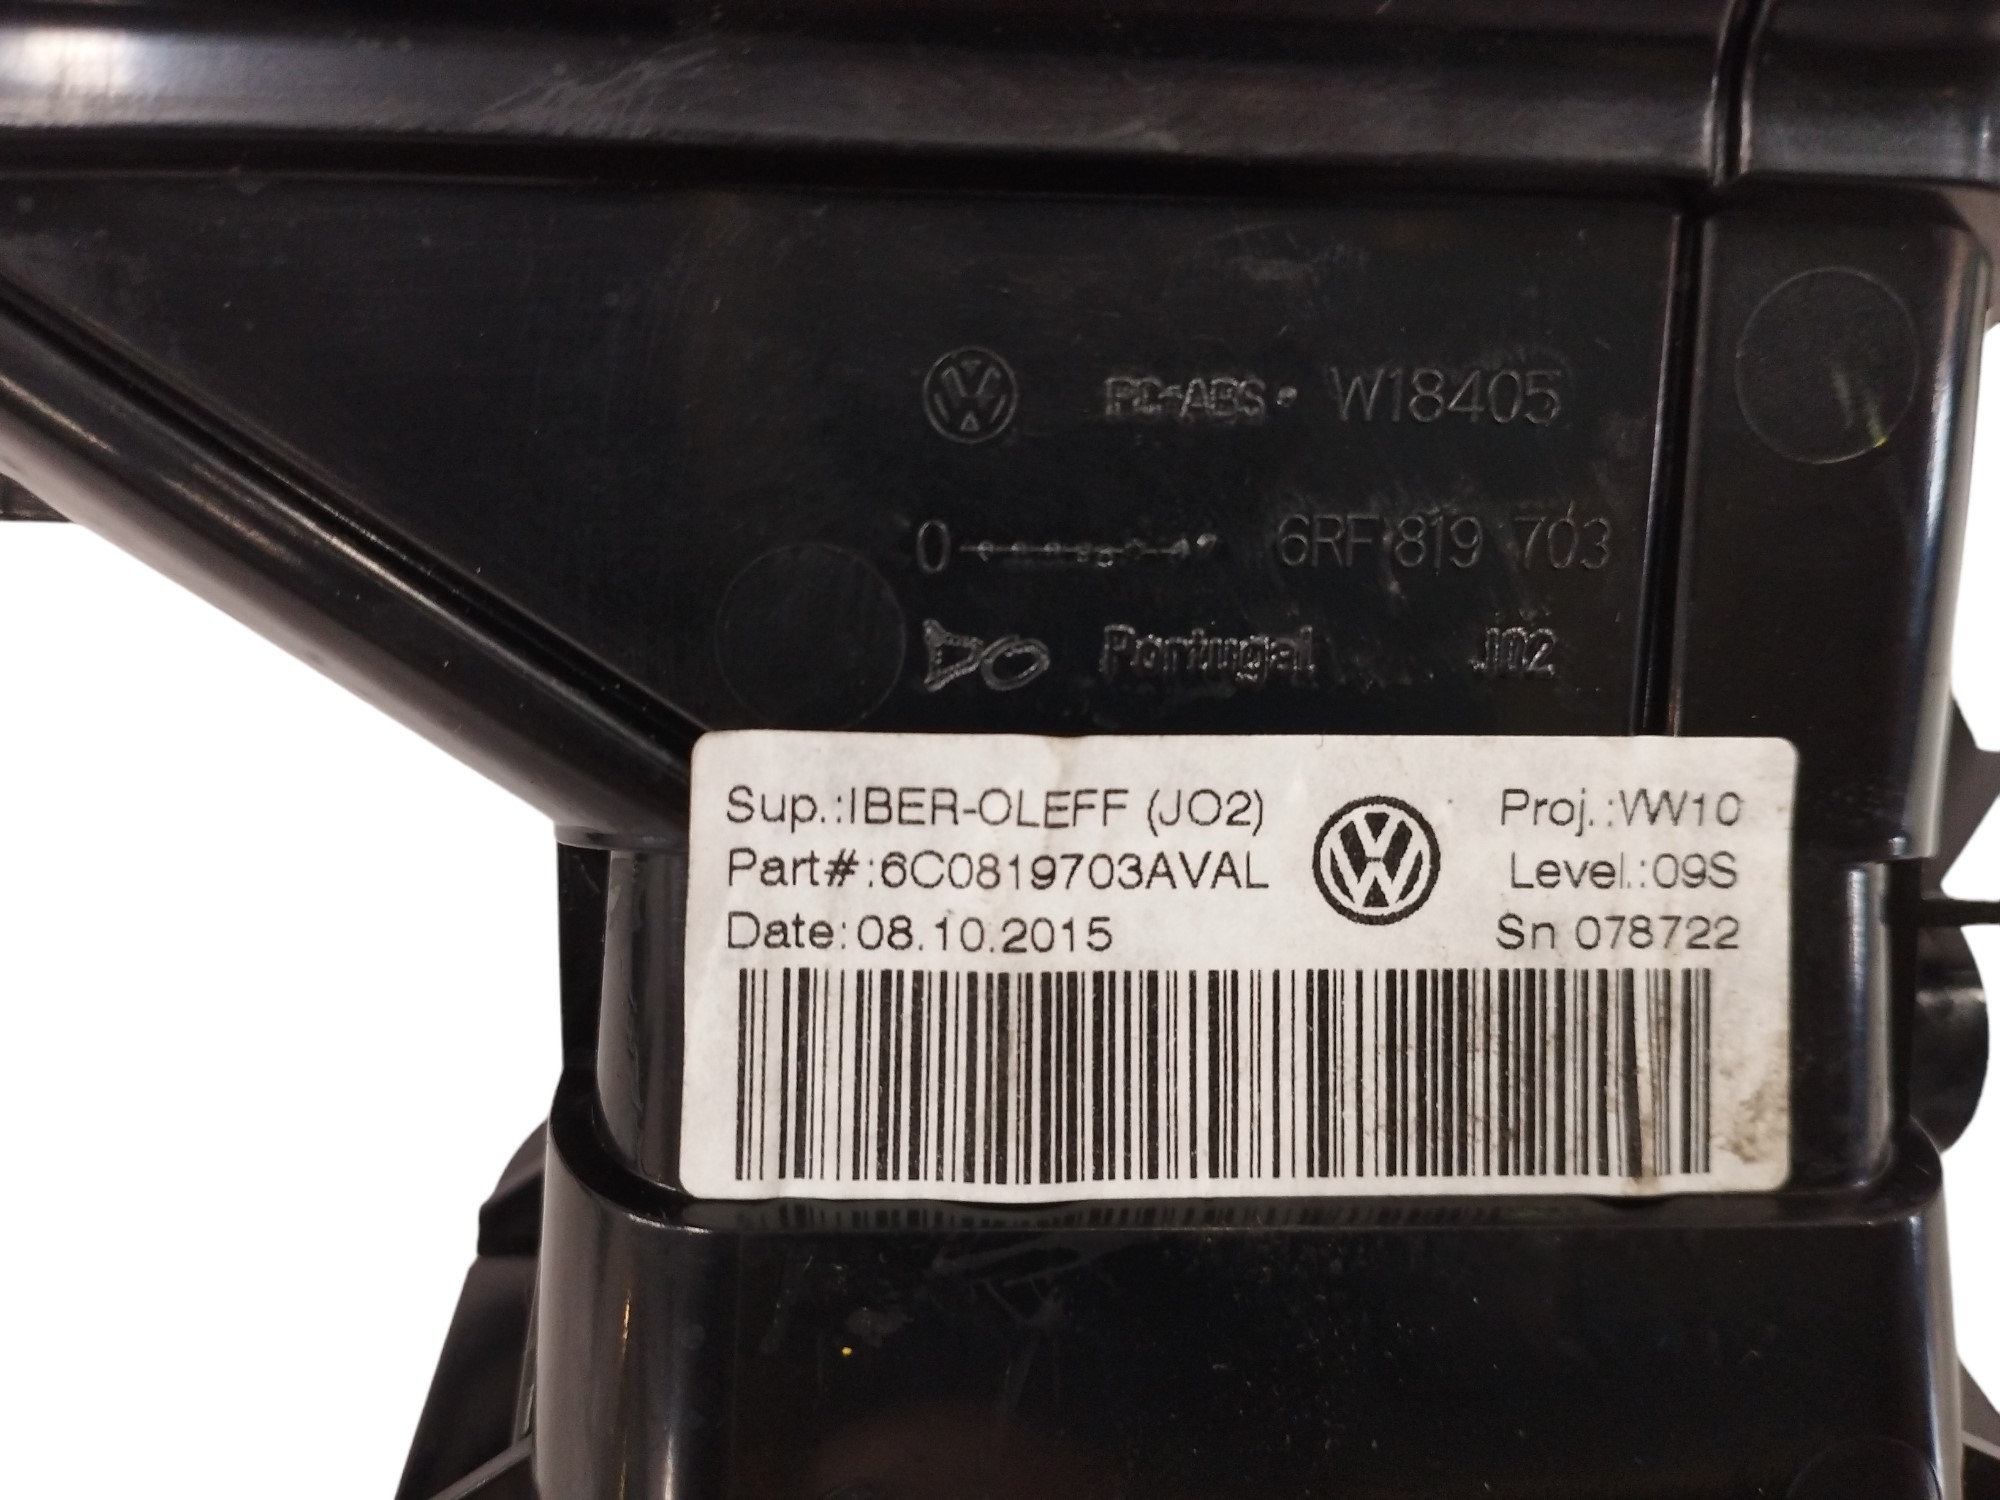 PC+ABS W18405
0 6RF 819 703
Portugal J02
Sup.:IBER-OLEFF (JO2) Proj.:VW10
Part#:6C0819703AVAL Level.:09S
Date:08.10.2015 Sn 078722